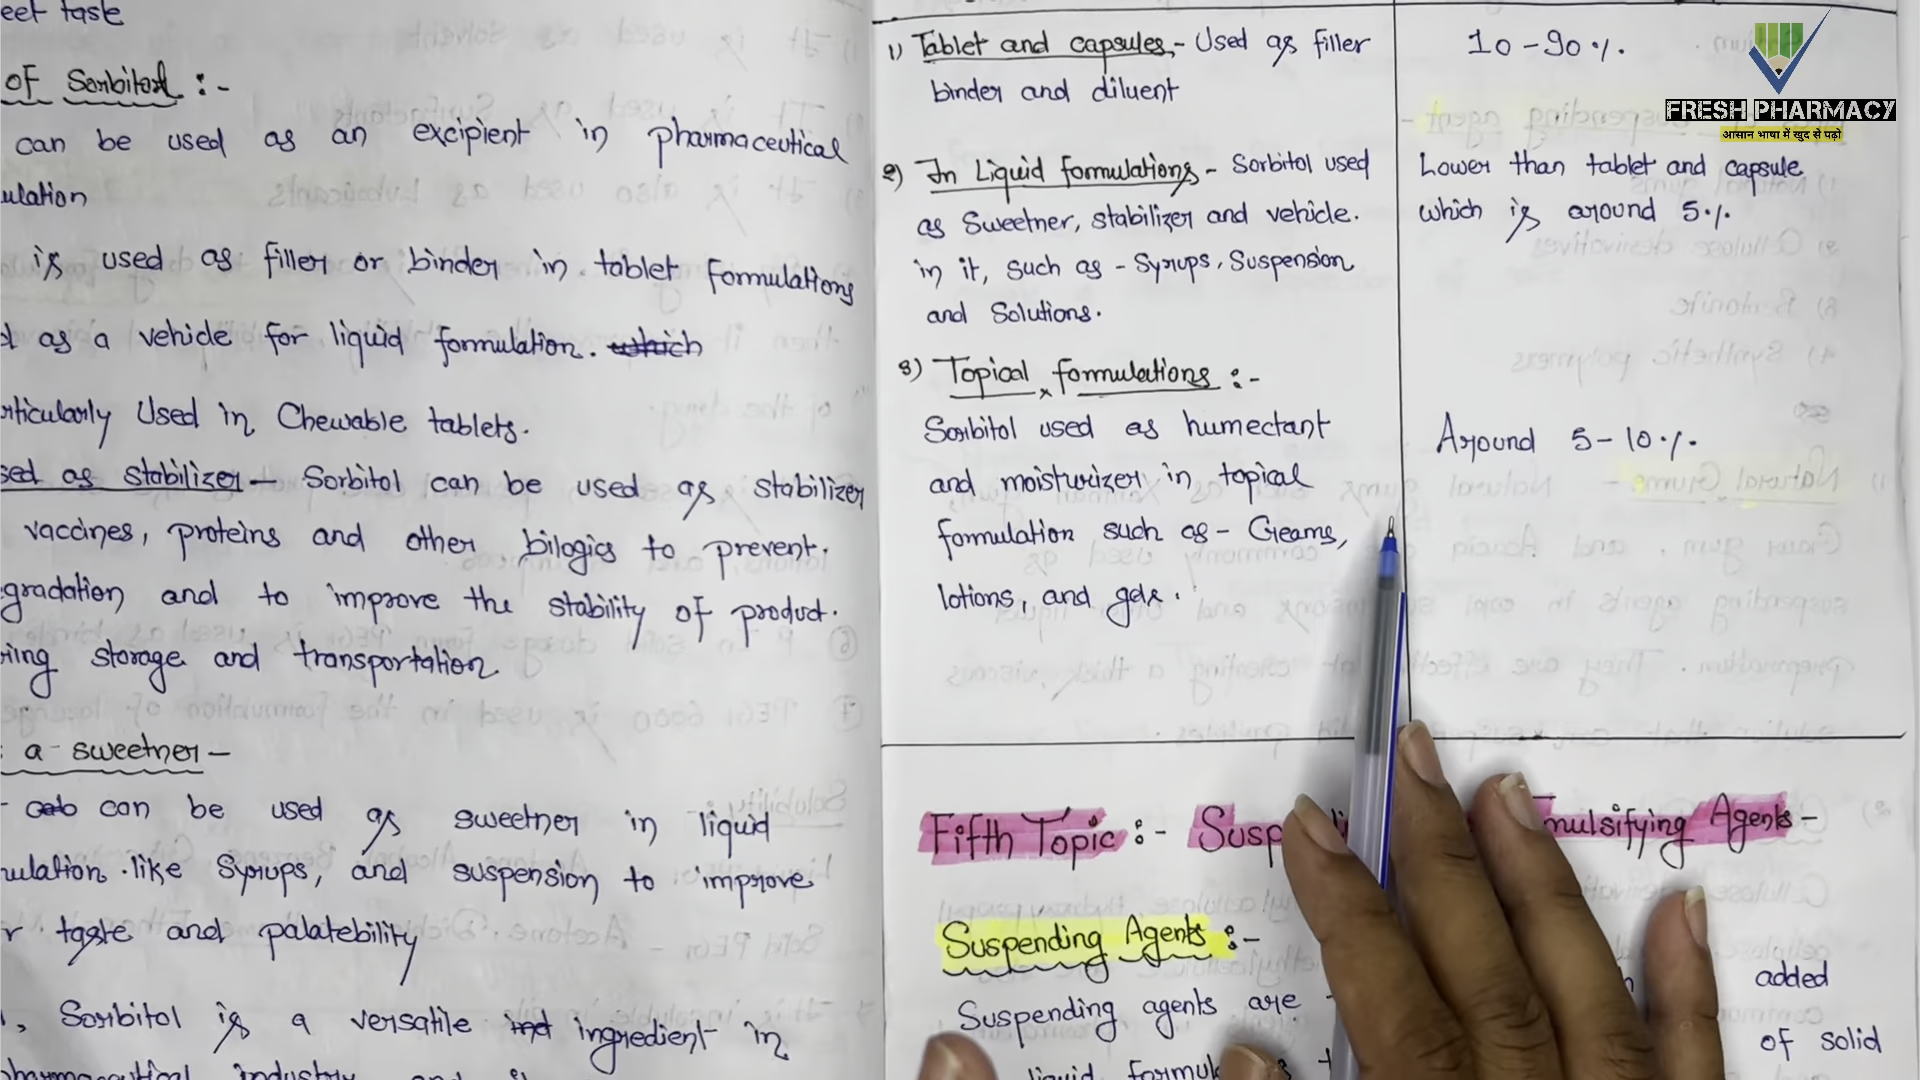 eet taste
of Sorbitol :-
can be used as an excipient in pharmaceutical
ulation
is used as filler or binder in tablet formulations
as a vehicle for liquid formulation. which
rticularly Used in Chewable tablets.
sed as stabilizer - Sorbitol can be used as stabilizer
vaccines, proteins and other bilogics to prevent.
gradation and to improve the stability of product.
ring storage and transportation.
a sweetner -
can be used as sweetner in liquid
ulation like Syrups, and suspension to improve
r taste and palatebility
, Sorbitol is a versatile ingredient in
harmaceutical industry
1) Tablet and capsules - Used as filler
binder and diluent
10 - 90 %.
2) In Liquid formulations - Sorbitol used
as Sweetner, stabilizer and vehicle.
in it, such as - Syrups, Suspension
and Solutions.
Lower than tablet and capsule
which is around 5%.
3) Topical formulations :-
Sorbitol used as humectant
and moisturizer in topical
formulation such as - Creams,
lotions, and gels.
Around 5 - 10 %.
Fifth Topic :- Susp mulsifying Agents -
Suspending Agents :-
Suspending agents are added
liquid formul of solid
FRESH PHARMACY
आसान भाषा में खुद से पढ़ो